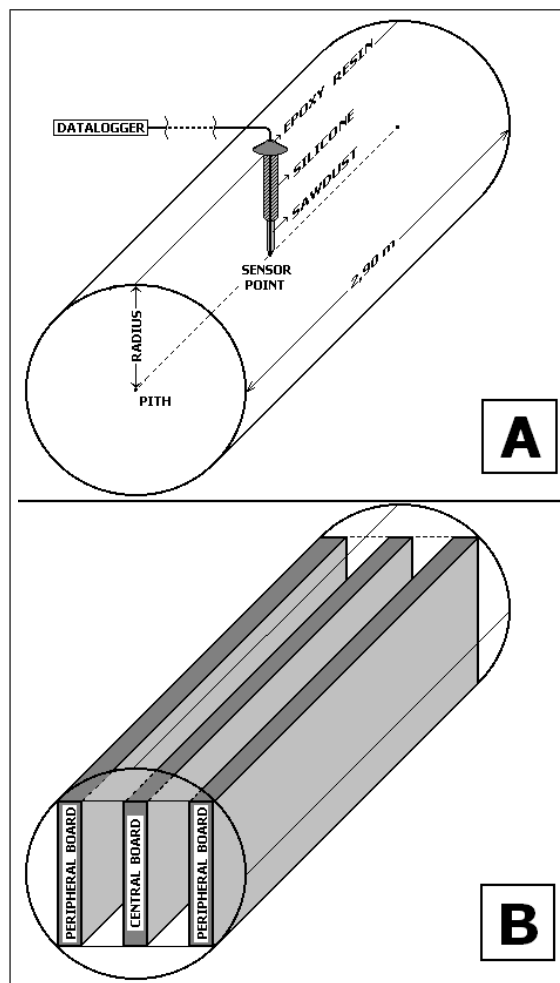 EPOXY RESIN
DATALOGGER
SILICONE
SAWDUST
SENSOR
POINT
2,90 m
RADIUS
PITH
A
PERIPHERAL BOARD
CENTRAL BOARD
PERIPHERAL BOARD
B